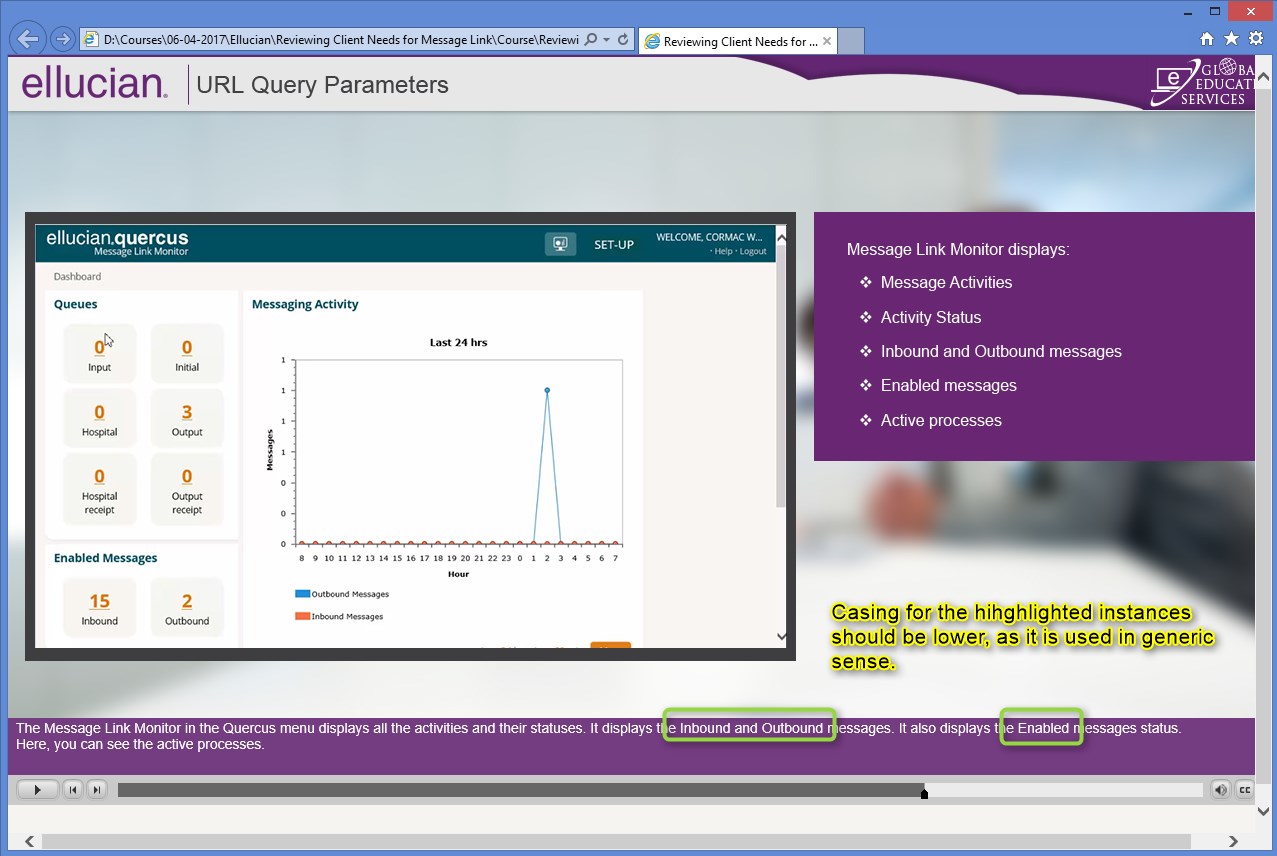 D:\Courses\06-04-2017\Ellucian\Reviewing Client Needs for Message Link\Course\Reviewi
Reviewing Client Needs for ...
ellucian.
URL Query Parameters
GLOBA
EDUCATI
SERVICES
ellucian.quercus
Message Link Monitor
SET-UP
WELCOME, CORMAC W...
· Help · Logout
Dashboard
Queues
0
Input
0
Initial
0
Hospital
3
Output
0
Hospital
receipt
0
Output
receipt
Enabled Messages
15
Inbound
2
Outbound
Messaging Activity
Last 24 hrs
1
1
1
1
0
0
0
Messages
8 9 10 11 12 13 14 15 16 17 18 19 20 21 22 23 0 1 2 3 4 5 6 7
Hour
Outbound Messages
Inbound Messages
Message Link Monitor displays:
❖ Message Activities
❖ Activity Status
❖ Inbound and Outbound messages
❖ Enabled messages
❖ Active processes
Casing for the hihghlighted instances
should be lower, as it is used in generic
sense.
The Message Link Monitor in the Quercus menu displays all the activities and their statuses. It displays the Inbound and Outbound messages. It also displays the Enabled messages status.
Here, you can see the active processes.
CC